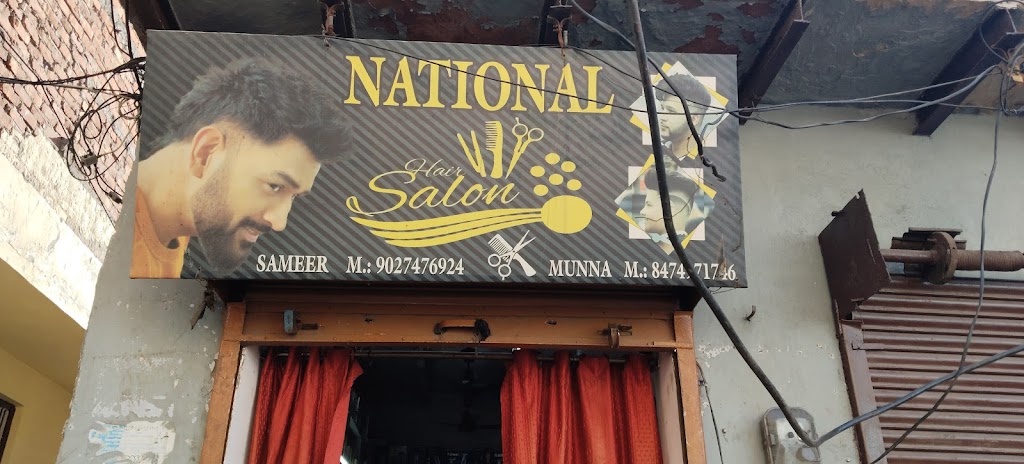 NATIONAL
Hair
Salon
SAMEER M.: 9027476924
MUNNA M.: